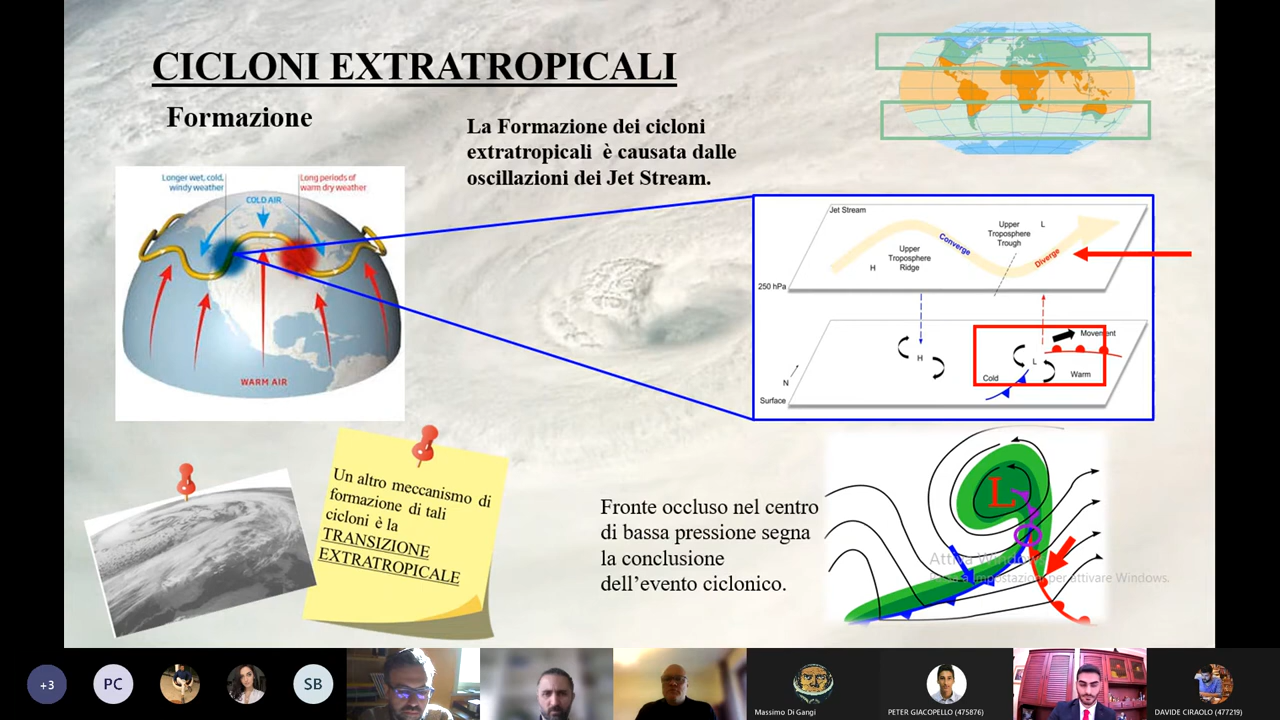 CICLONI EXTRATROPICALI
Formazione
La Formazione dei cicloni
extratropicali è causata dalle
oscillazioni dei Jet Stream.
Longer wet, cold,
windy weather
Long periods of
warm dry weather
COLD AIR
WARM AIR
Jet Stream
Upper
Troposphere
Ridge
H
Converge
Upper
Troposphere
Trough
L
Diverge
250 hPa
H
L
Movement
Cold
Warm
N
Surface
Un altro meccanismo di
formazione di tali
cicloni è la
TRANSIZIONE
EXTRATROPICALE
Fronte occluso nel centro
di bassa pressione segna
la conclusione
dell’evento ciclonico.
L
+3
PC
SB
Massimo Di Gangi
PETER GIACOPELLO (475876)
DAVIDE CIRAOLO (477219)